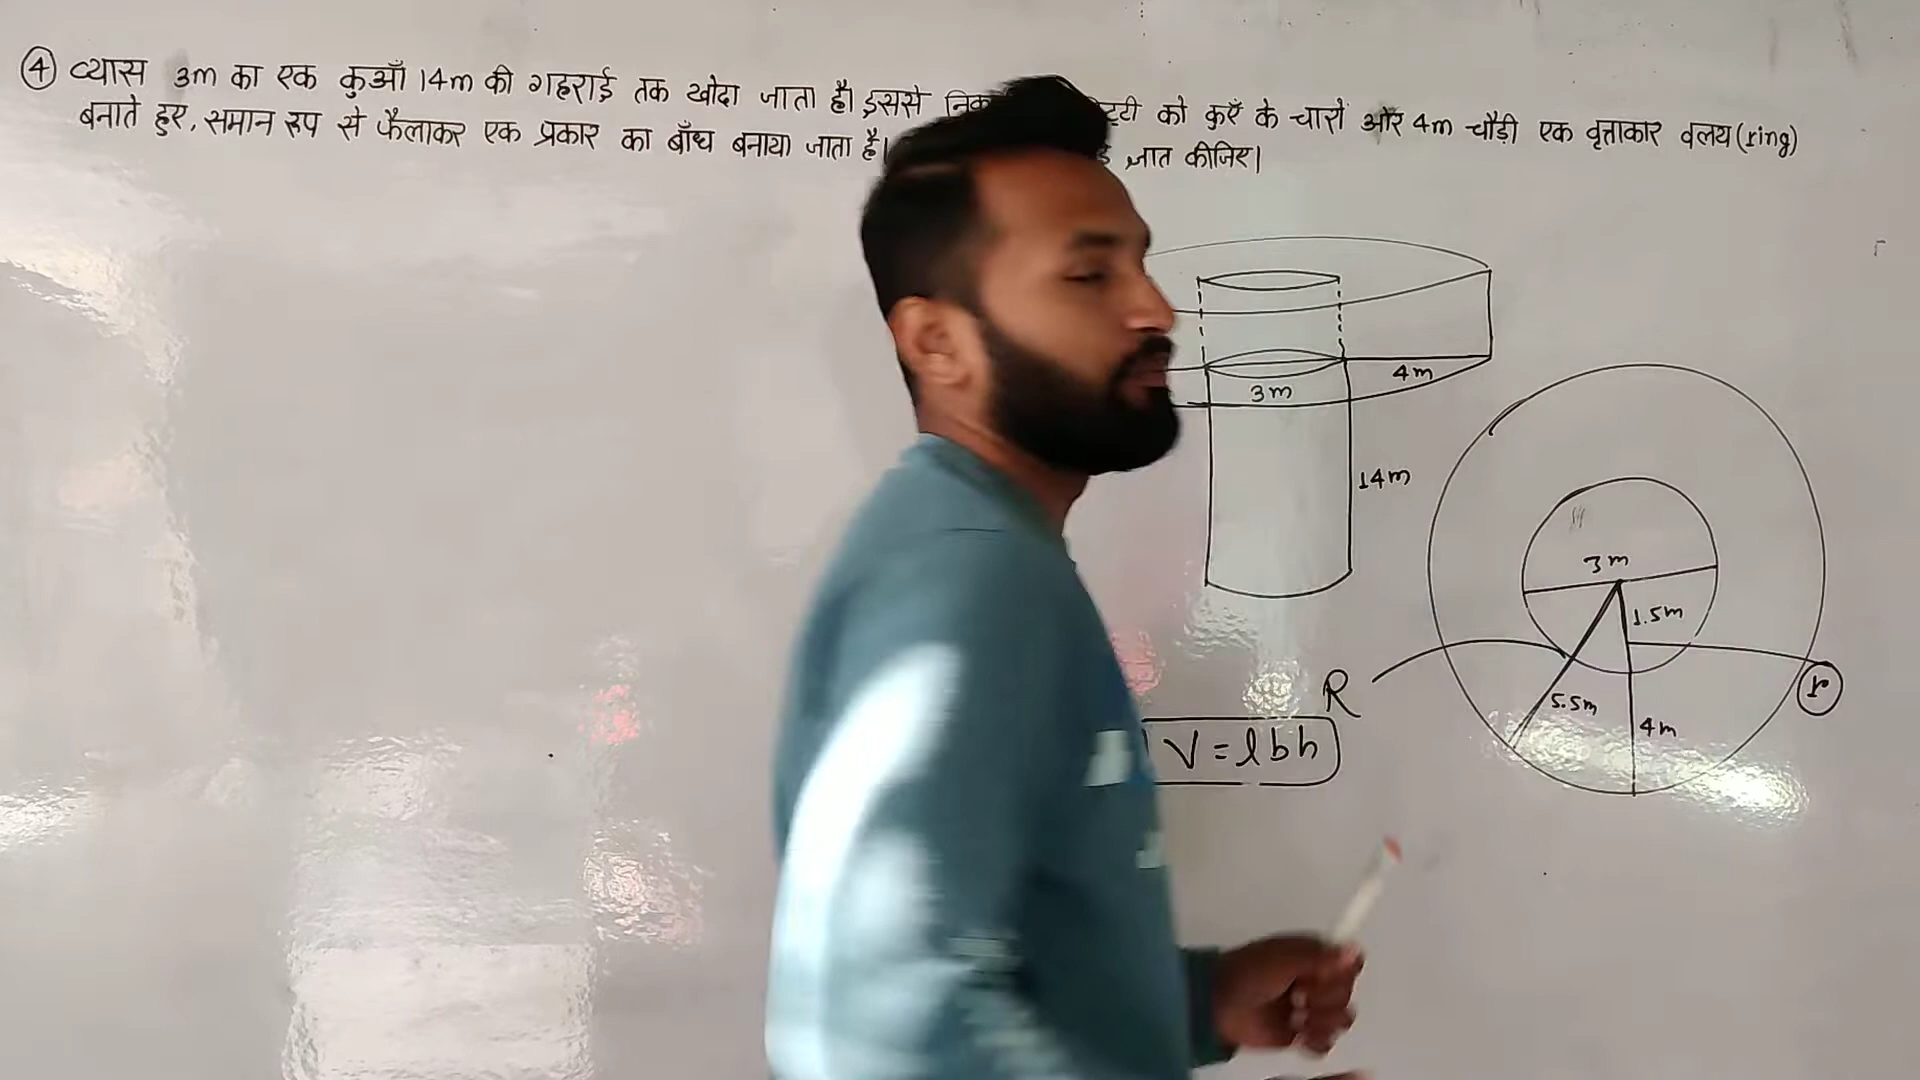 ④ व्यास 3m का एक कुआँ 14m की गहराई तक खोदा जाता है। इससे को कुएँ के चारों ओर 4m चौड़ी एक वृत्ताकार वलय (ring)
बनाते हुए, समान रूप से फैलाकर एक प्रकार का बाँध बनाया जाता है। ज्ञात कीजिए।
3m
4m
14m
3m
1.5m
R
r
5.5m
4m
V = lbh